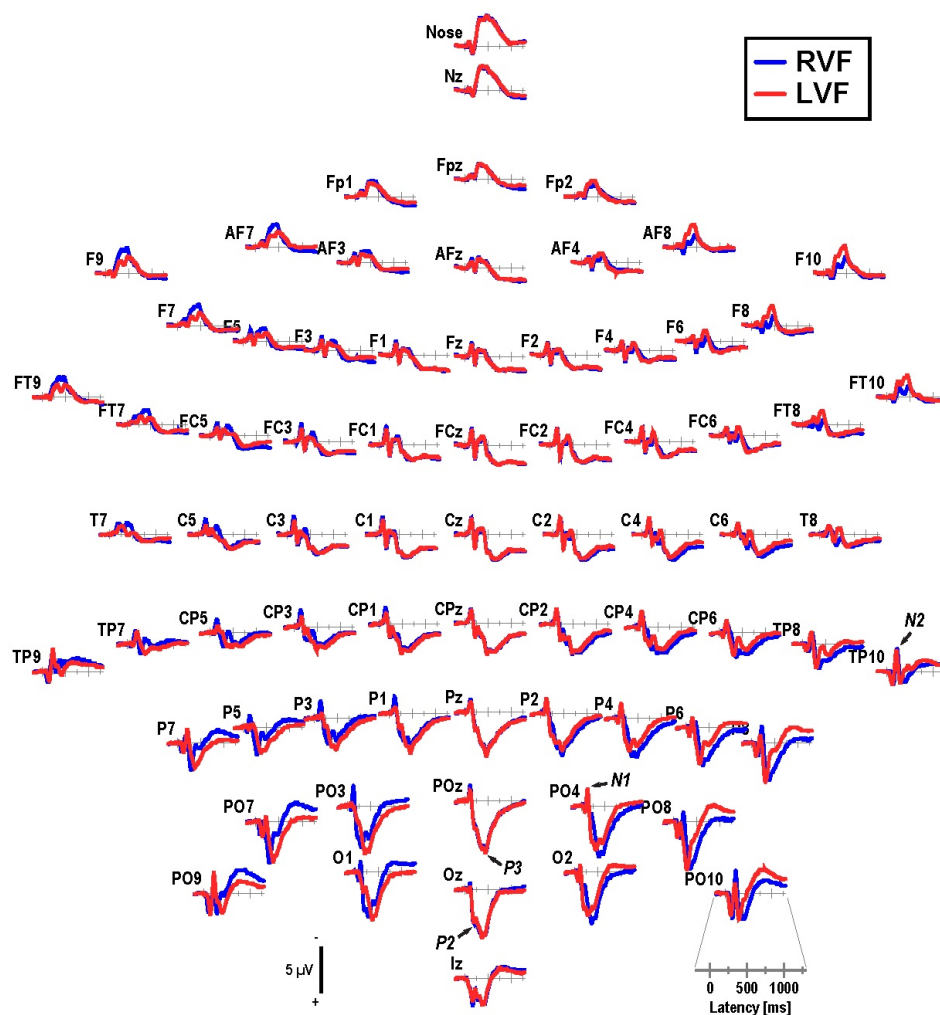 Nose
RVF
LVF
Nz
Fpz
Fp1
Fp2
AF7
AF3
AFz
AF4
AF8
F9
F10
F7
F5
F3
F1
Fz
F2
F4
F6
F8
FT9
FT10
FT7
FC5
FC3
FC1
FCz
FC2
FC4
FC6
FT8
T7
C5
C3
C1
Cz
C2
C4
C6
T8
TP9
TP7
CP5
CP3
CP1
CPz
CP2
CP4
CP6
TP8
TP10
N2
P7
P5
P3
P1
Pz
P2
P4
P6
PO7
PO3
POz
PO4
N1
PO8
P3
PO9
O1
Oz
O2
PO10
P2
Iz
-
5 µV
+
0 500 1000
Latency [ms]